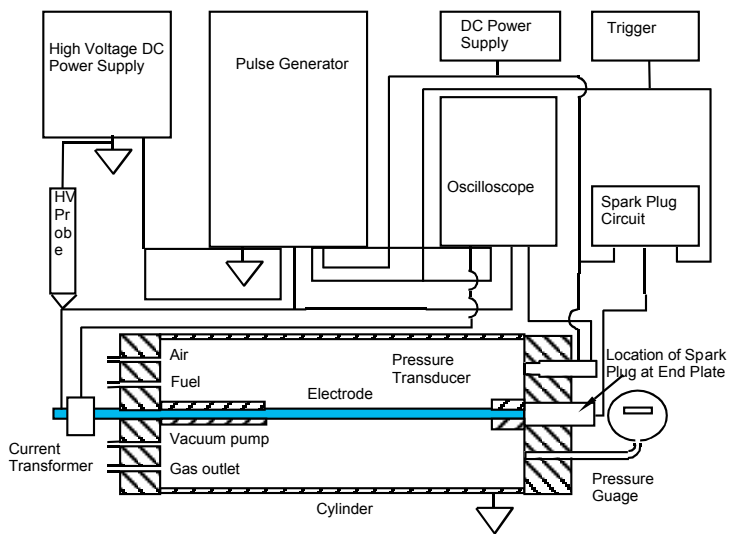 High Voltage DC
Power Supply
Pulse Generator
DC Power
Supply
Trigger
Oscilloscope
Spark Plug
Circuit
HV
Pr
ob
e
Air
Fuel
Pressure
Transducer
Location of Spark
Plug at End Plate
Electrode
Vacuum pump
Gas outlet
Current
Transformer
Pressure
Guage
Cylinder